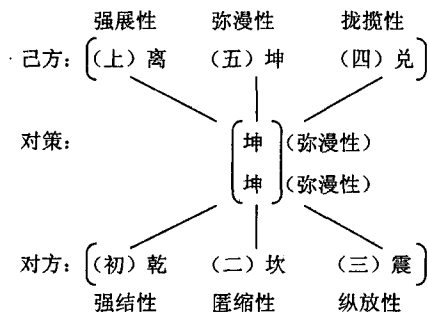 强展性 弥漫性 拢揽性
己方：（上）离 （五）坤 （四）兑
对策： 坤 （弥漫性）
坤 （弥漫性）
对方：（初）乾 （二）坎 （三）震
强结性 匿缩性 纵放性